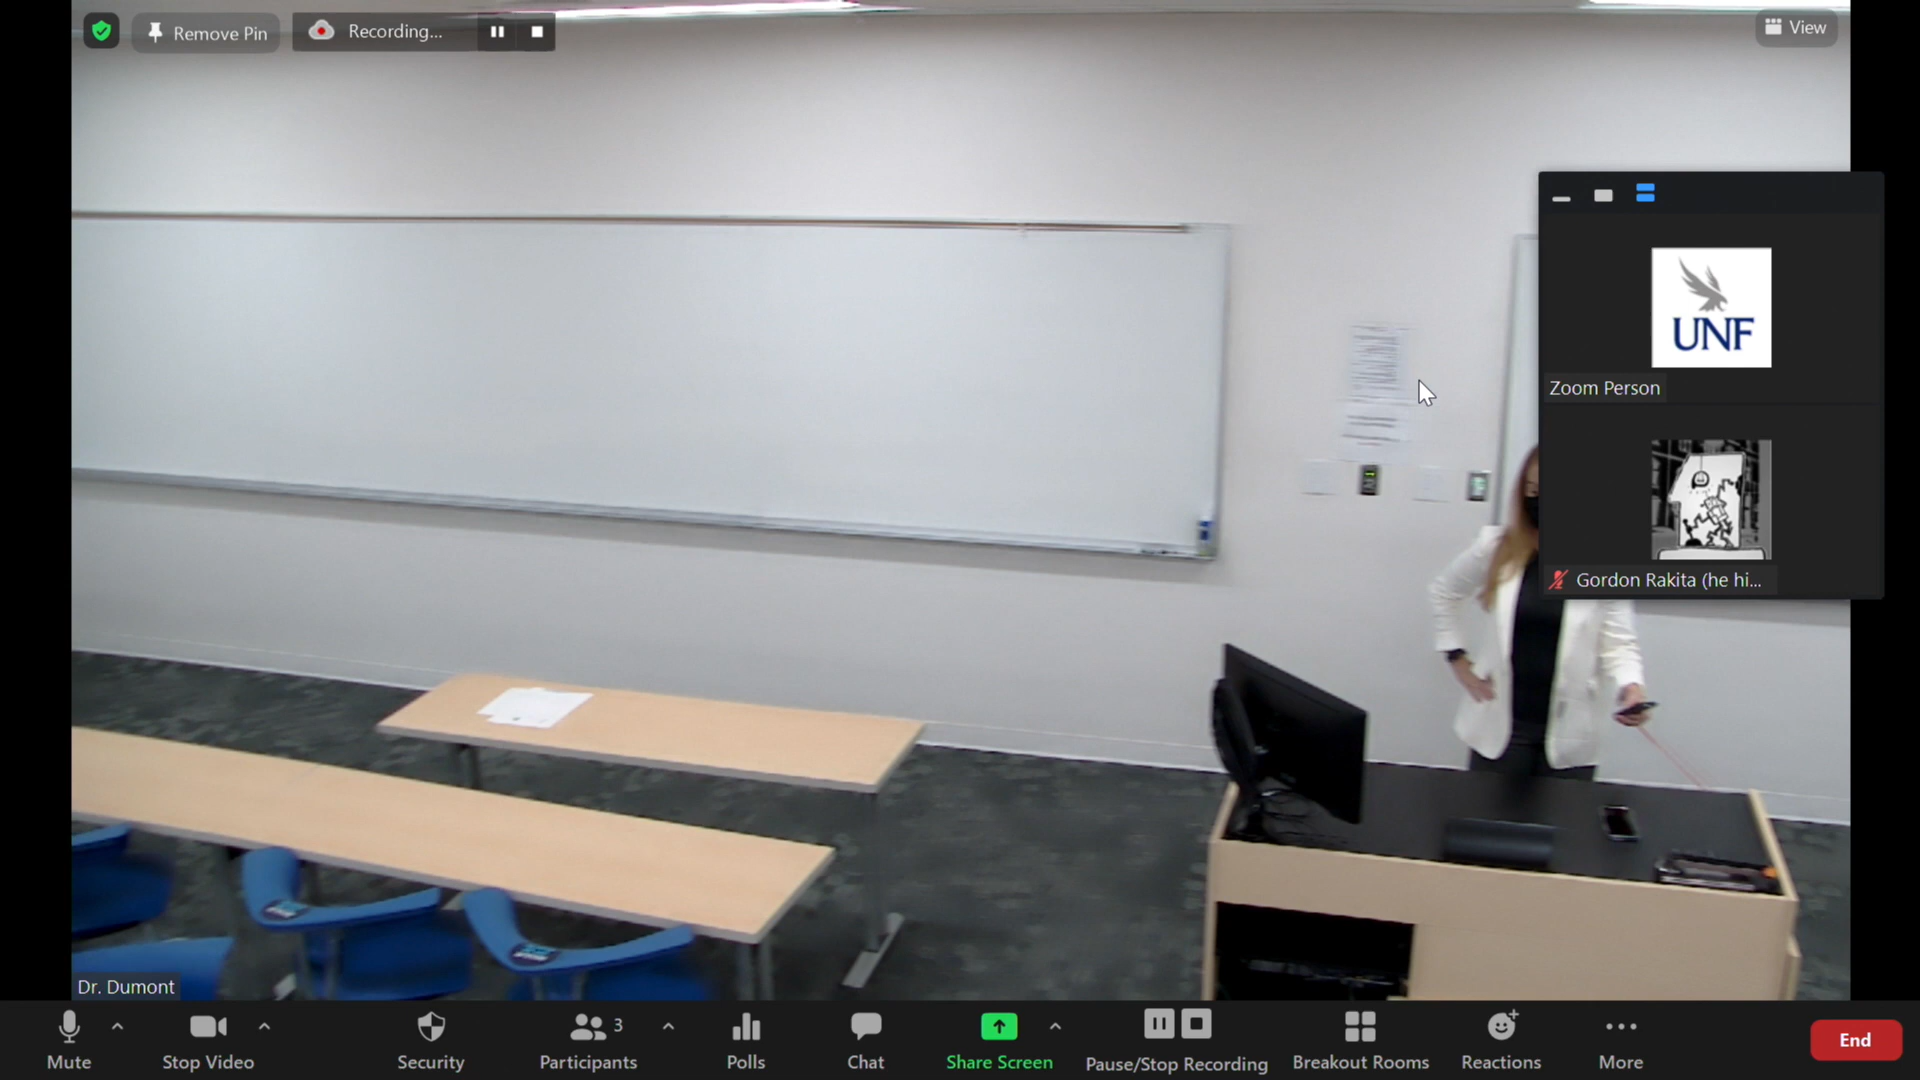 Remove Pin
Recording...
View
UNF
Zoom Person
Gordon Rakita (he hi...
Dr. Dumont
Mute
Stop Video
Security
3
Participants
Polls
Chat
Share Screen
Pause/Stop Recording
Breakout Rooms
Reactions
More
End